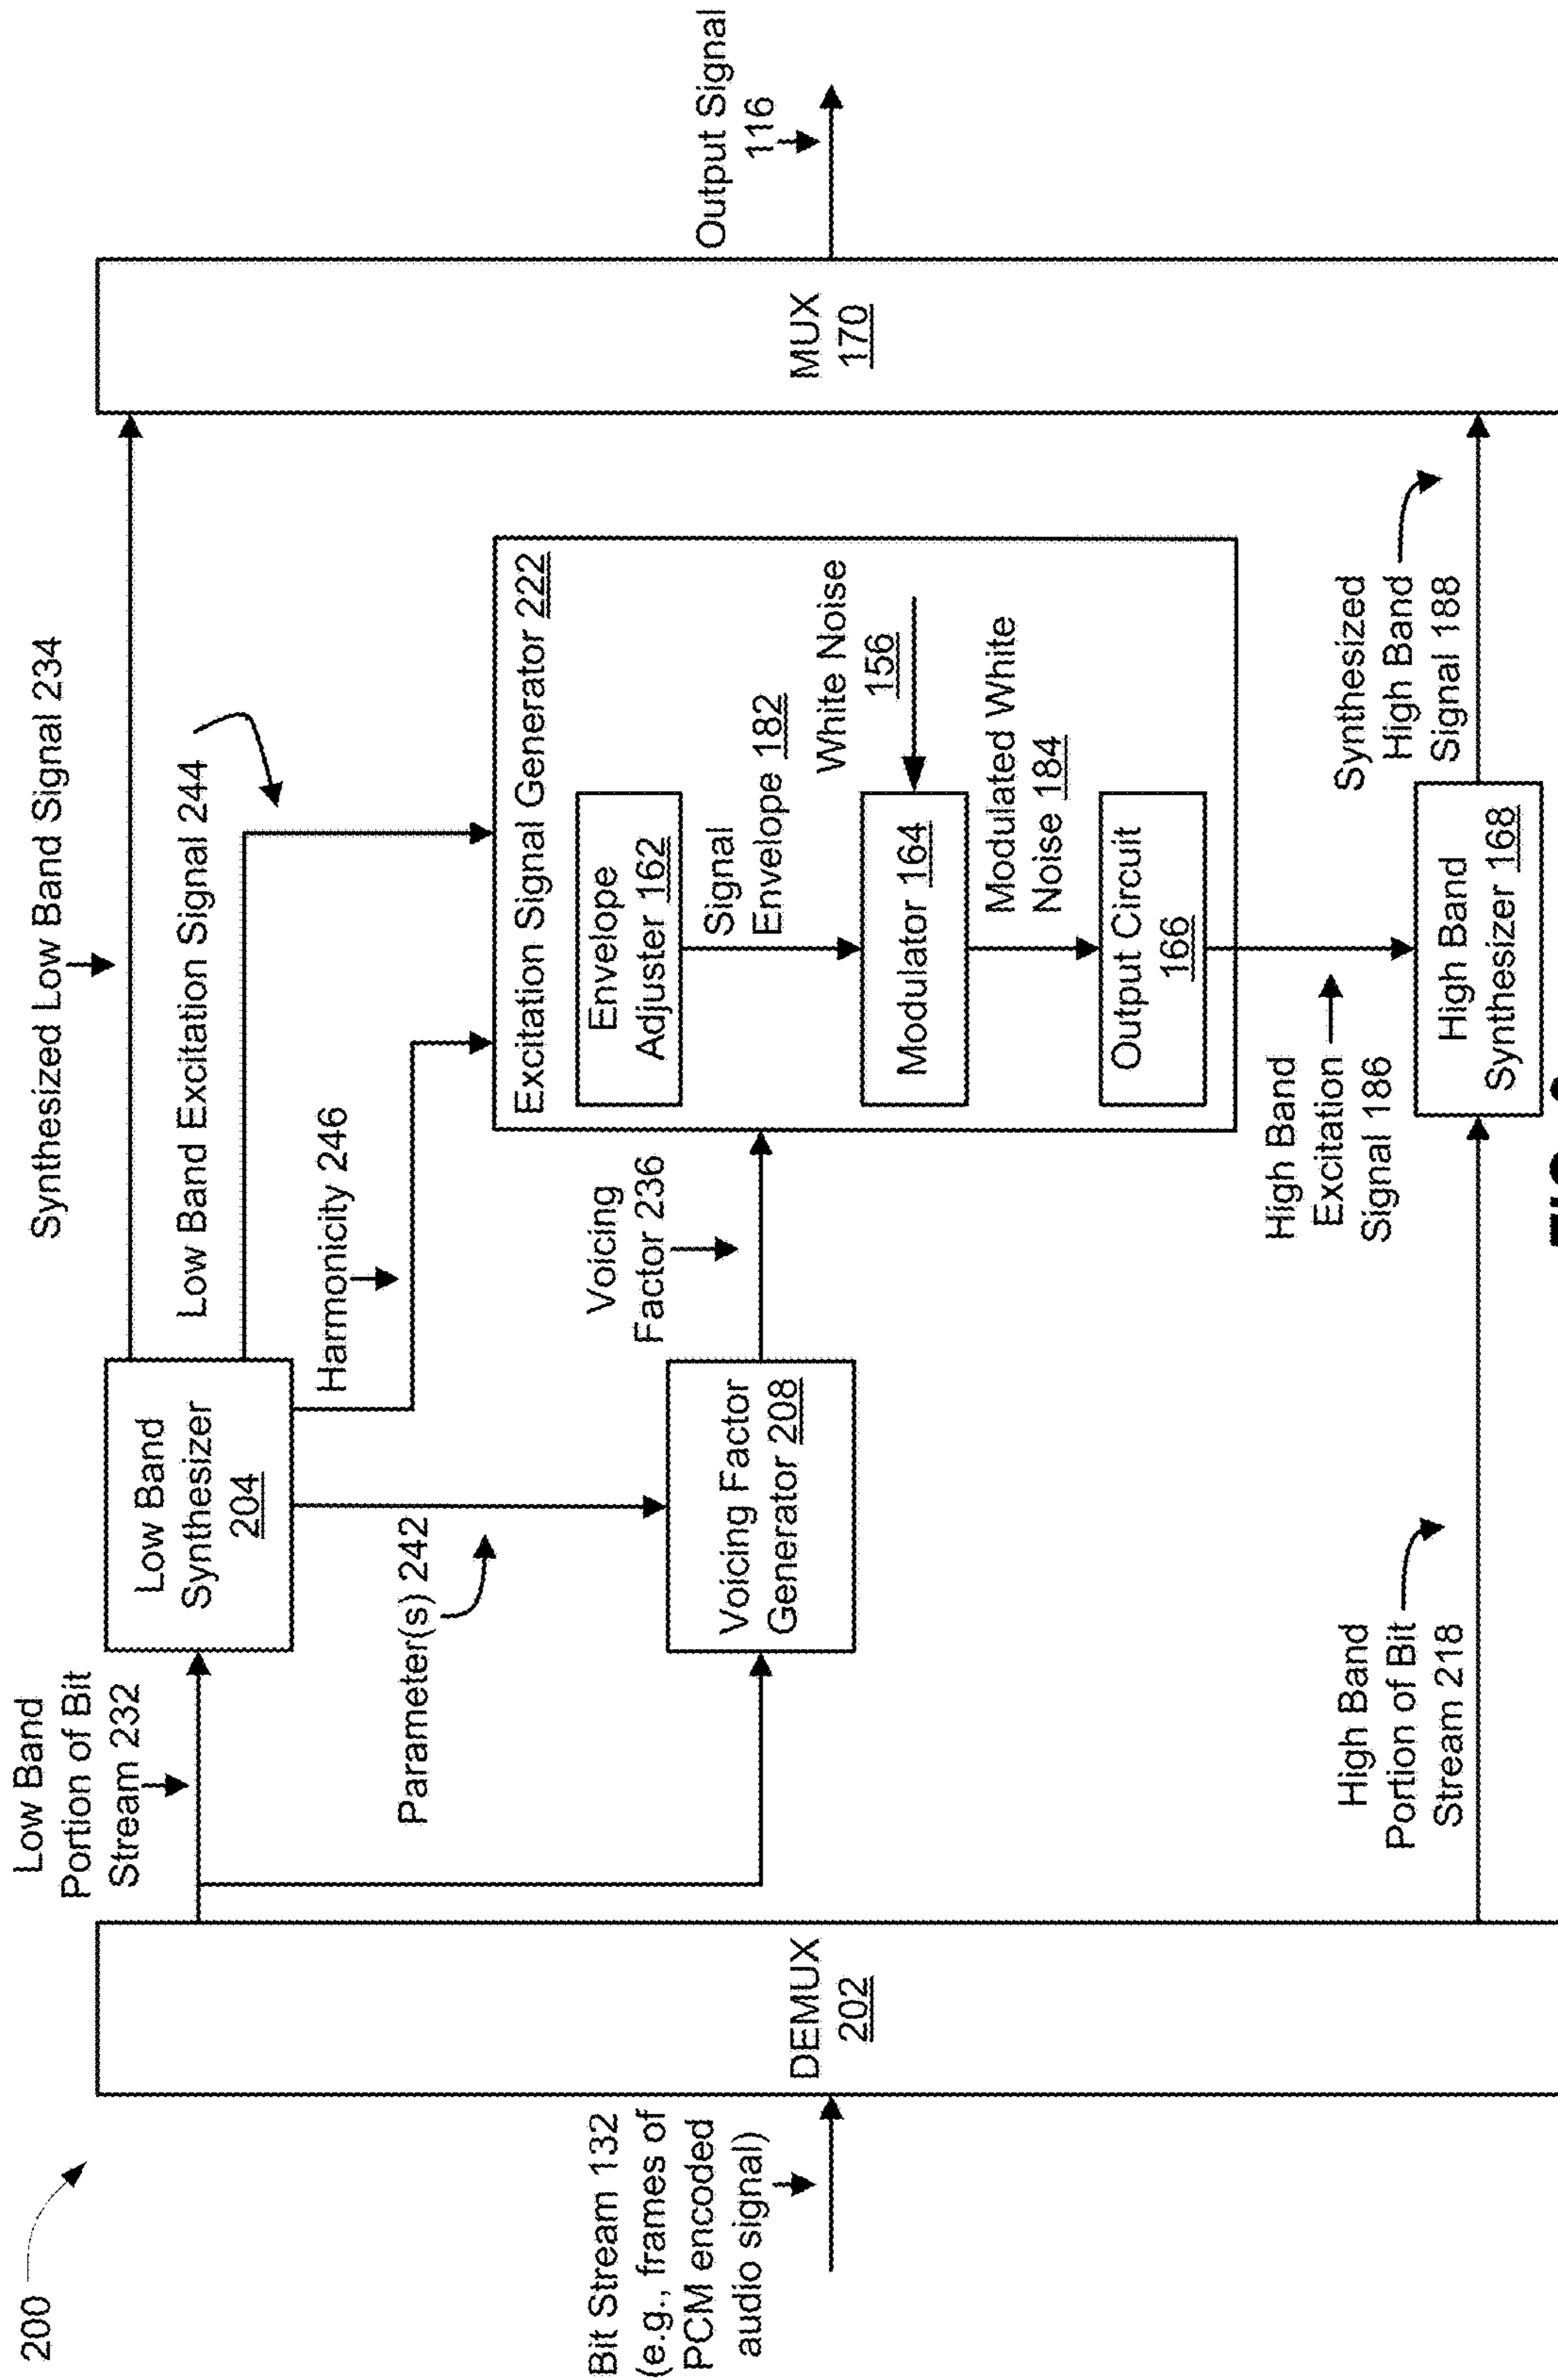 200
Bit Stream 132
(e.g., frames of
PCM encoded
audio signal)
DEMUX
202
Low Band
Portion of Bit
Stream 232
Low Band
Synthesizer
204
Synthesized Low Band Signal 234
Low Band Excitation Signal 244
Harmonicity 246
Parameter(s) 242
Voicing Factor
Generator 208
Voicing
Factor 236
Excitation Signal Generator 222
Envelope
Adjuster 162
Signal
Envelope 182
White Noise
156
Modulator 164
Modulated White
Noise 184
Output Circuit
166
High Band
Excitation
Signal 186
High Band
Portion of Bit
Stream 218
High Band
Synthesizer 168
Synthesized
High Band
Signal 188
MUX
170
Output Signal
116